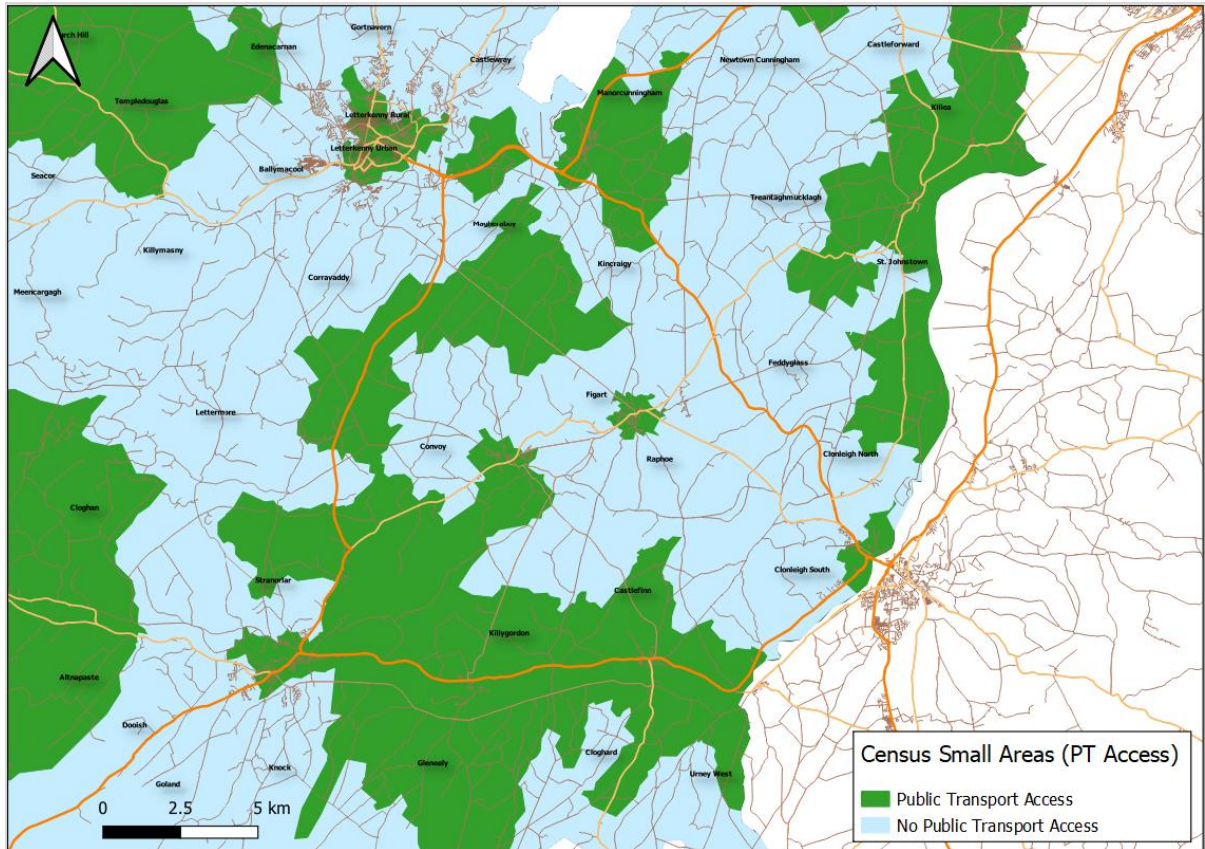 Gortnavern
Edenacarnan
Castlewray
Newtown Cunningham
Castleforward
Templedouglas
Manorcunningham
Killea
Letterkenny Rural
Letterkenny Urban
Ballymacool
Seacor
Treantaghmucklagh
Killymasny
Corravaddy
Kincraigy
St. Johnstown
Meencargagh
Feddyglass
Lettermore
Figart
Convoy
Raphoe
Clonleigh North
Cloghan
Stranorlar
Castlefinn
Clonleigh South
Killygordon
Altnapaste
Dooish
Knock
Goland
Gleneely
Cloghard
Urney West
0 2.5 5 km
Census Small Areas (PT Access)
Public Transport Access
No Public Transport Access